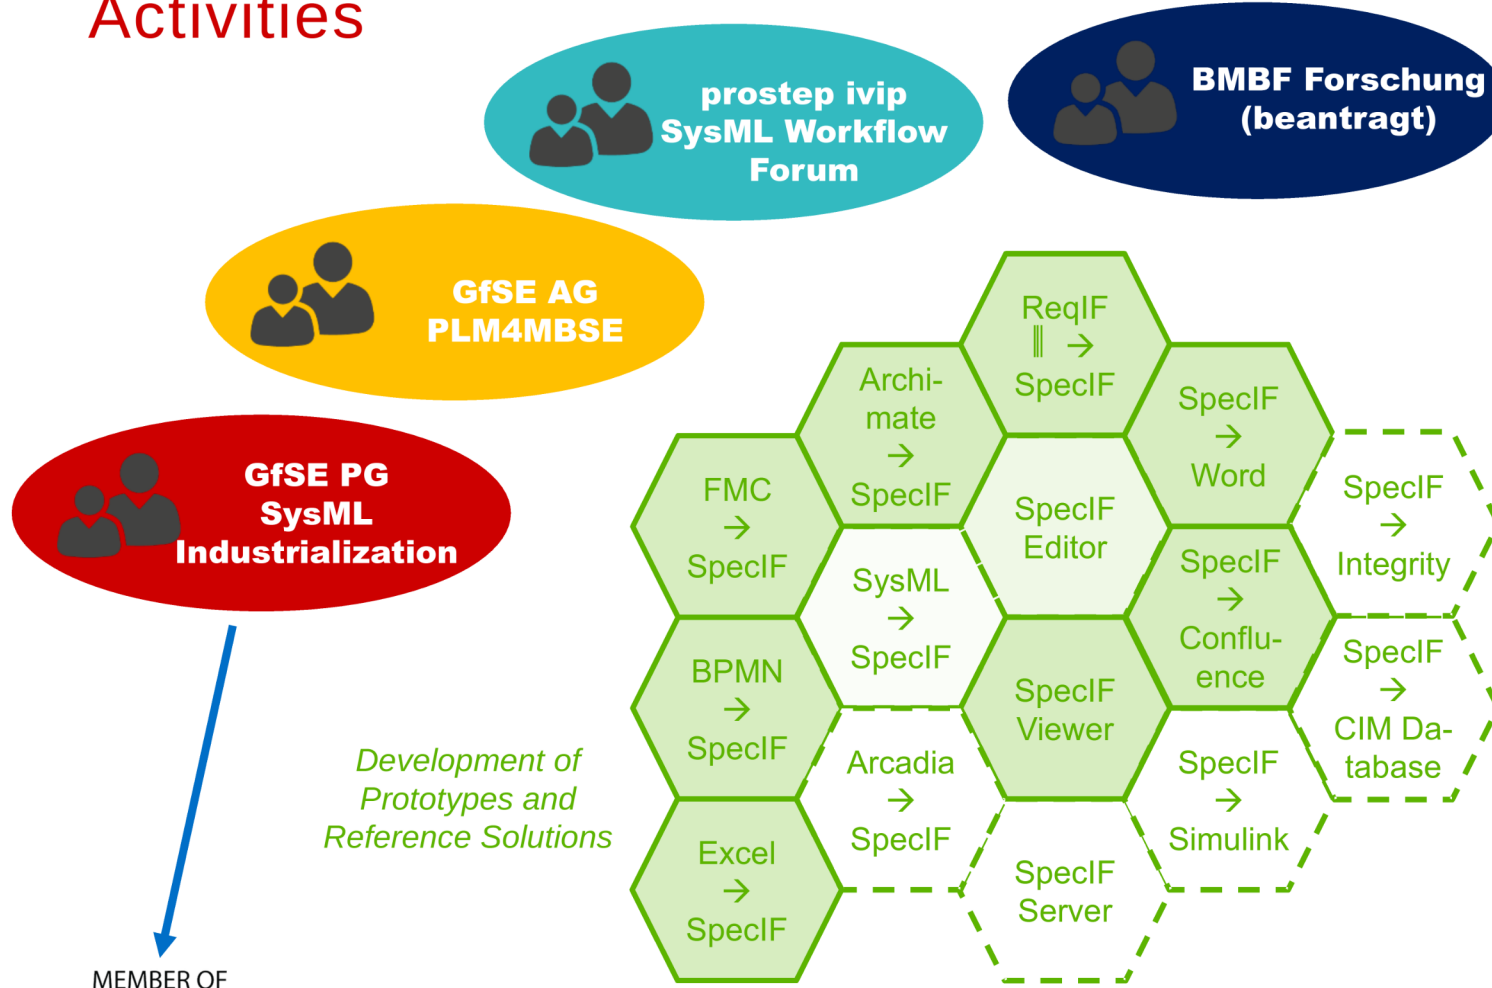 Activities
prostep ivip
SysML Workflow
Forum
BMBF Forschung
(beantragt)
GfSE AG
PLM4MBSE
GfSE PG
SysML
Industrialization
ReqIF
→
SpecIF
Archi-
mate
→
SpecIF
SpecIF
→
Word
FMC
→
SpecIF
SpecIF
Editor
SpecIF
→
Integrity
SysML
→
SpecIF
SpecIF
→
Conflu-
ence
BPMN
→
SpecIF
SpecIF
Viewer
SpecIF
→
CIM Da-
tabase
Arcadia
→
SpecIF
SpecIF
→
Simulink
Excel
→
SpecIF
SpecIF
Server
Development of
Prototypes and
Reference Solutions
MEMBER OF